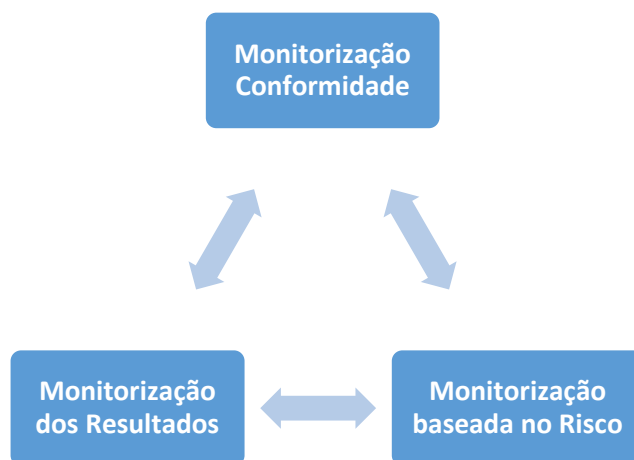 Monitorização
Conformidade
Monitorização
dos Resultados
Monitorização
baseada no Risco